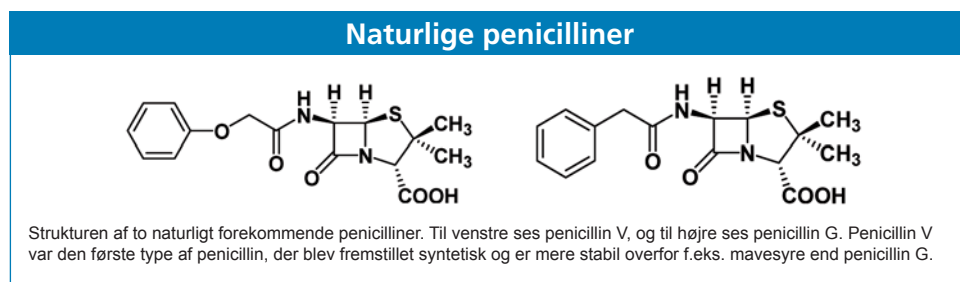 Naturlige penicilliner
H H H S CH3 CH3 N O O O N COOH
H H H S CH3 CH3 N O O N COOH
Strukturen af to naturligt forekommende penicilliner. Til venstre ses penicillin V, og til højre ses penicillin G. Penicillin V
var den første type af penicillin, der blev fremstillet syntetisk og er mere stabil overfor f.eks. mavesyre end penicillin G.